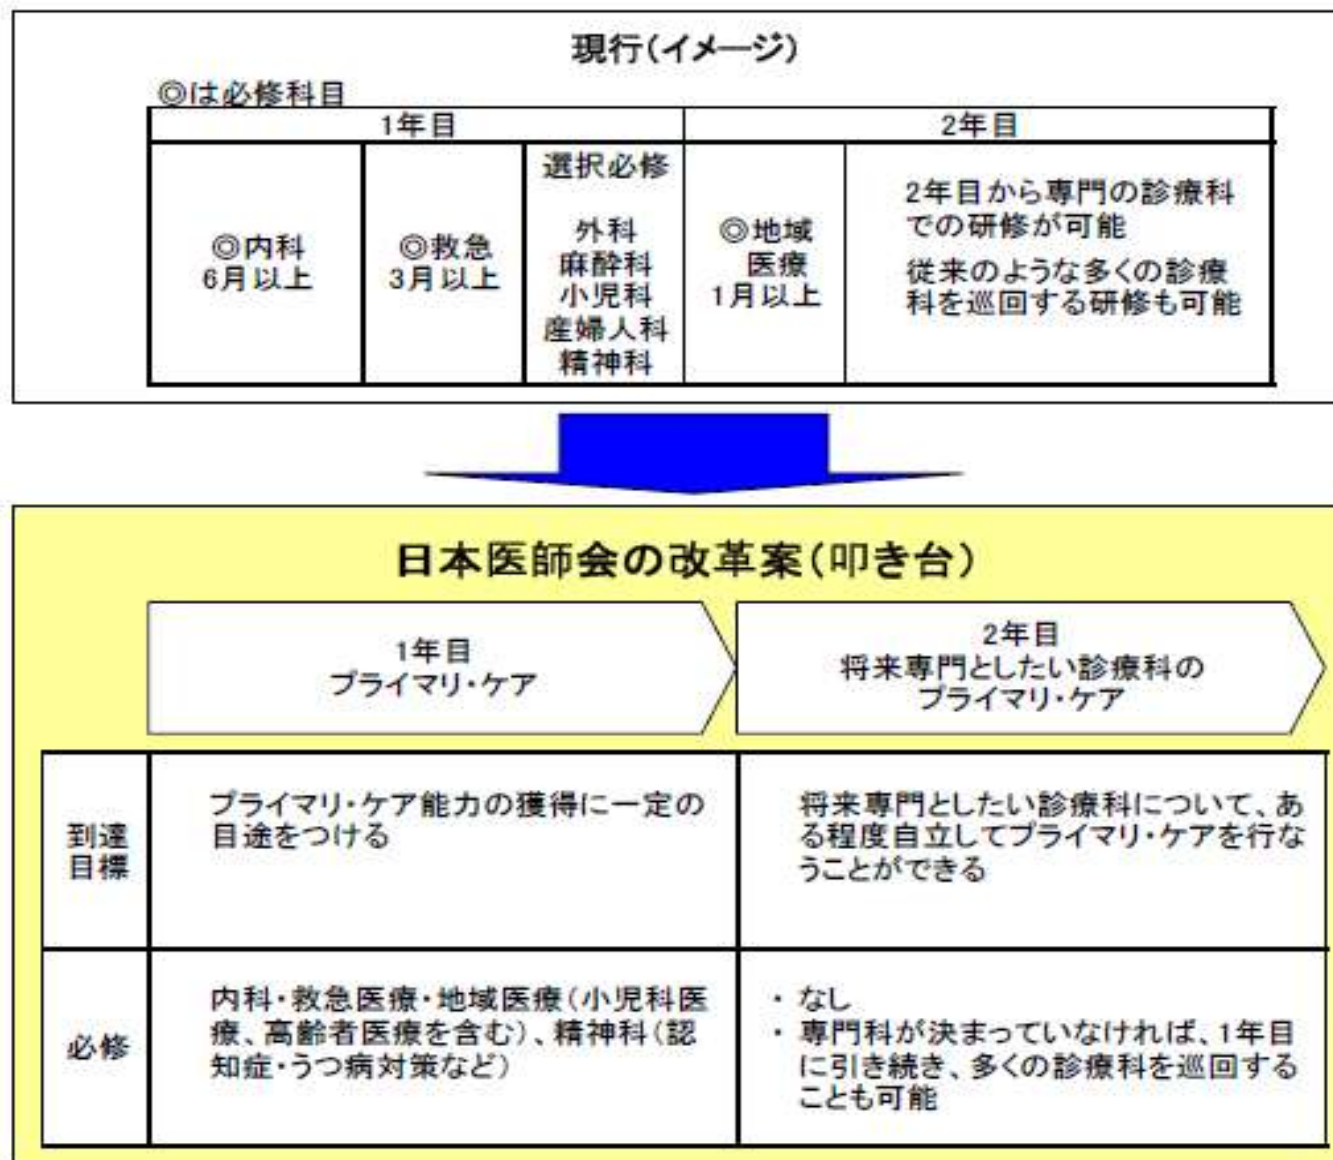 現行(イメージ)
◎は必修科目
1年目
2年目
◎内科
6月以上
◎救急
3月以上
選択必修
外科
麻酔科
小児科
産婦人科
精神科
◎地域
医療
1月以上
2年目から専門の診療科
での研修が可能
従来のような多くの診療
科を巡回する研修も可能
日本医師会の改革案(叩き台)
1年目
プライマリ・ケア
2年目
将来専門としたい診療科の
プライマリ・ケア
到達
目標
プライマリ・ケア能力の獲得に一定の
目途をつける
将来専門としたい診療科について、あ
る程度自立してプライマリ・ケアを行な
うことができる
必修
内科・救急医療・地域医療(小児科医
療、高齢者医療を含む)、精神科(認
知症・うつ病対策など)
・ なし
・ 専門科が決まっていなければ、1年目
に引き続き、多くの診療科を巡回する
ことも可能